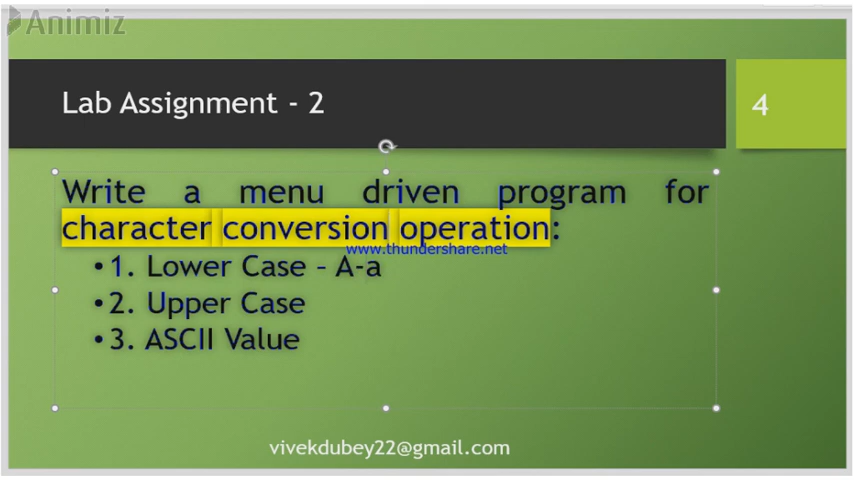 Animiz
Lab Assignment - 2
4
Write a menu driven program for
character conversion operation:
www.thundershare.net
•1. Lower Case – A-a
•2. Upper Case
•3. ASCII Value
vivekdubey22@gmail.com